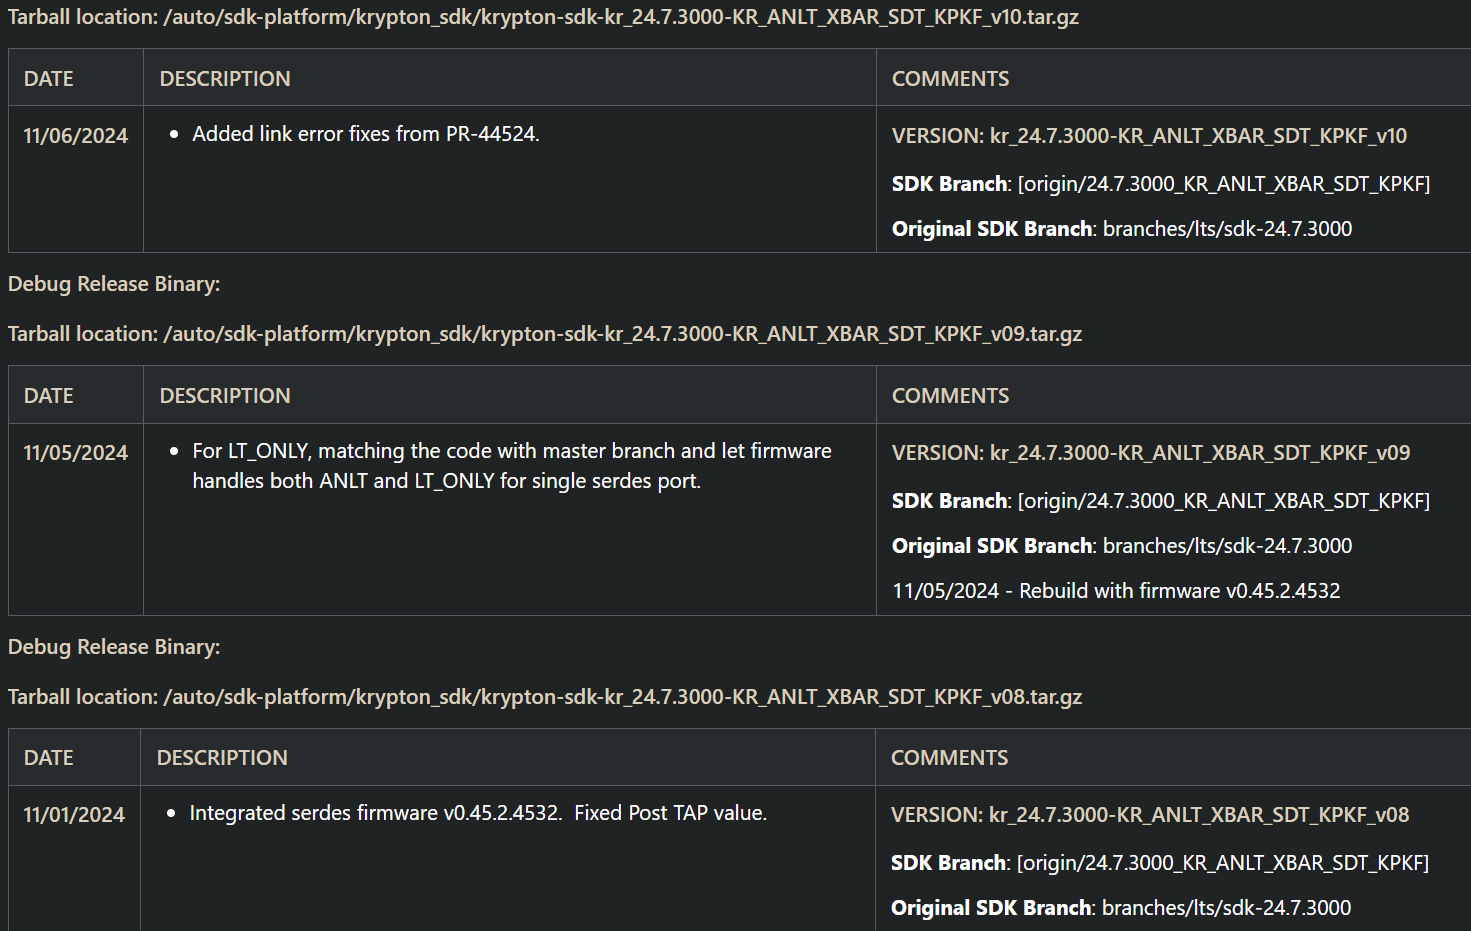 Tarball location: /auto/sdk-platform/krypton_sdk/krypton-sdk-kr_24.7.3000-KR_ANLT_XBAR_SDT_KPKF_v10.tar.gz
DATE DESCRIPTION COMMENTS
11/06/2024
• Added link error fixes from PR-44524.
VERSION: kr_24.7.3000-KR_ANLT_XBAR_SDT_KPKF_v10
SDK Branch: [origin/24.7.3000_KR_ANLT_XBAR_SDT_KPKF]
Original SDK Branch: branches/lts/sdk-24.7.3000
Debug Release Binary:
Tarball location: /auto/sdk-platform/krypton_sdk/krypton-sdk-kr_24.7.3000-KR_ANLT_XBAR_SDT_KPKF_v09.tar.gz
DATE DESCRIPTION COMMENTS
11/05/2024
• For LT_ONLY, matching the code with master branch and let firmware
handles both ANLT and LT_ONLY for single serdes port.
VERSION: kr_24.7.3000-KR_ANLT_XBAR_SDT_KPKF_v09
SDK Branch: [origin/24.7.3000_KR_ANLT_XBAR_SDT_KPKF]
Original SDK Branch: branches/lts/sdk-24.7.3000
11/05/2024 - Rebuild with firmware v0.45.2.4532
Debug Release Binary:
Tarball location: /auto/sdk-platform/krypton_sdk/krypton-sdk-kr_24.7.3000-KR_ANLT_XBAR_SDT_KPKF_v08.tar.gz
DATE DESCRIPTION COMMENTS
11/01/2024
• Integrated serdes firmware v0.45.2.4532.  Fixed Post TAP value.
VERSION: kr_24.7.3000-KR_ANLT_XBAR_SDT_KPKF_v08
SDK Branch: [origin/24.7.3000_KR_ANLT_XBAR_SDT_KPKF]
Original SDK Branch: branches/lts/sdk-24.7.3000